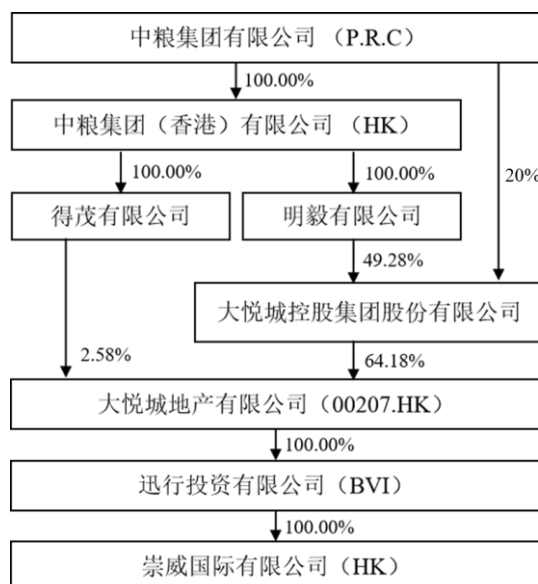 中粮集团有限公司（P.R.C）
100.00%
中粮集团（香港）有限公司（HK）
100.00%
100.00%
20%
得茂有限公司
明毅有限公司
49.28%
大悦城控股集团股份有限公司
2.58%
64.18%
大悦城地产有限公司（00207.HK）
100.00%
迅行投资有限公司（BVI）
100.00%
崇威国际有限公司（HK）